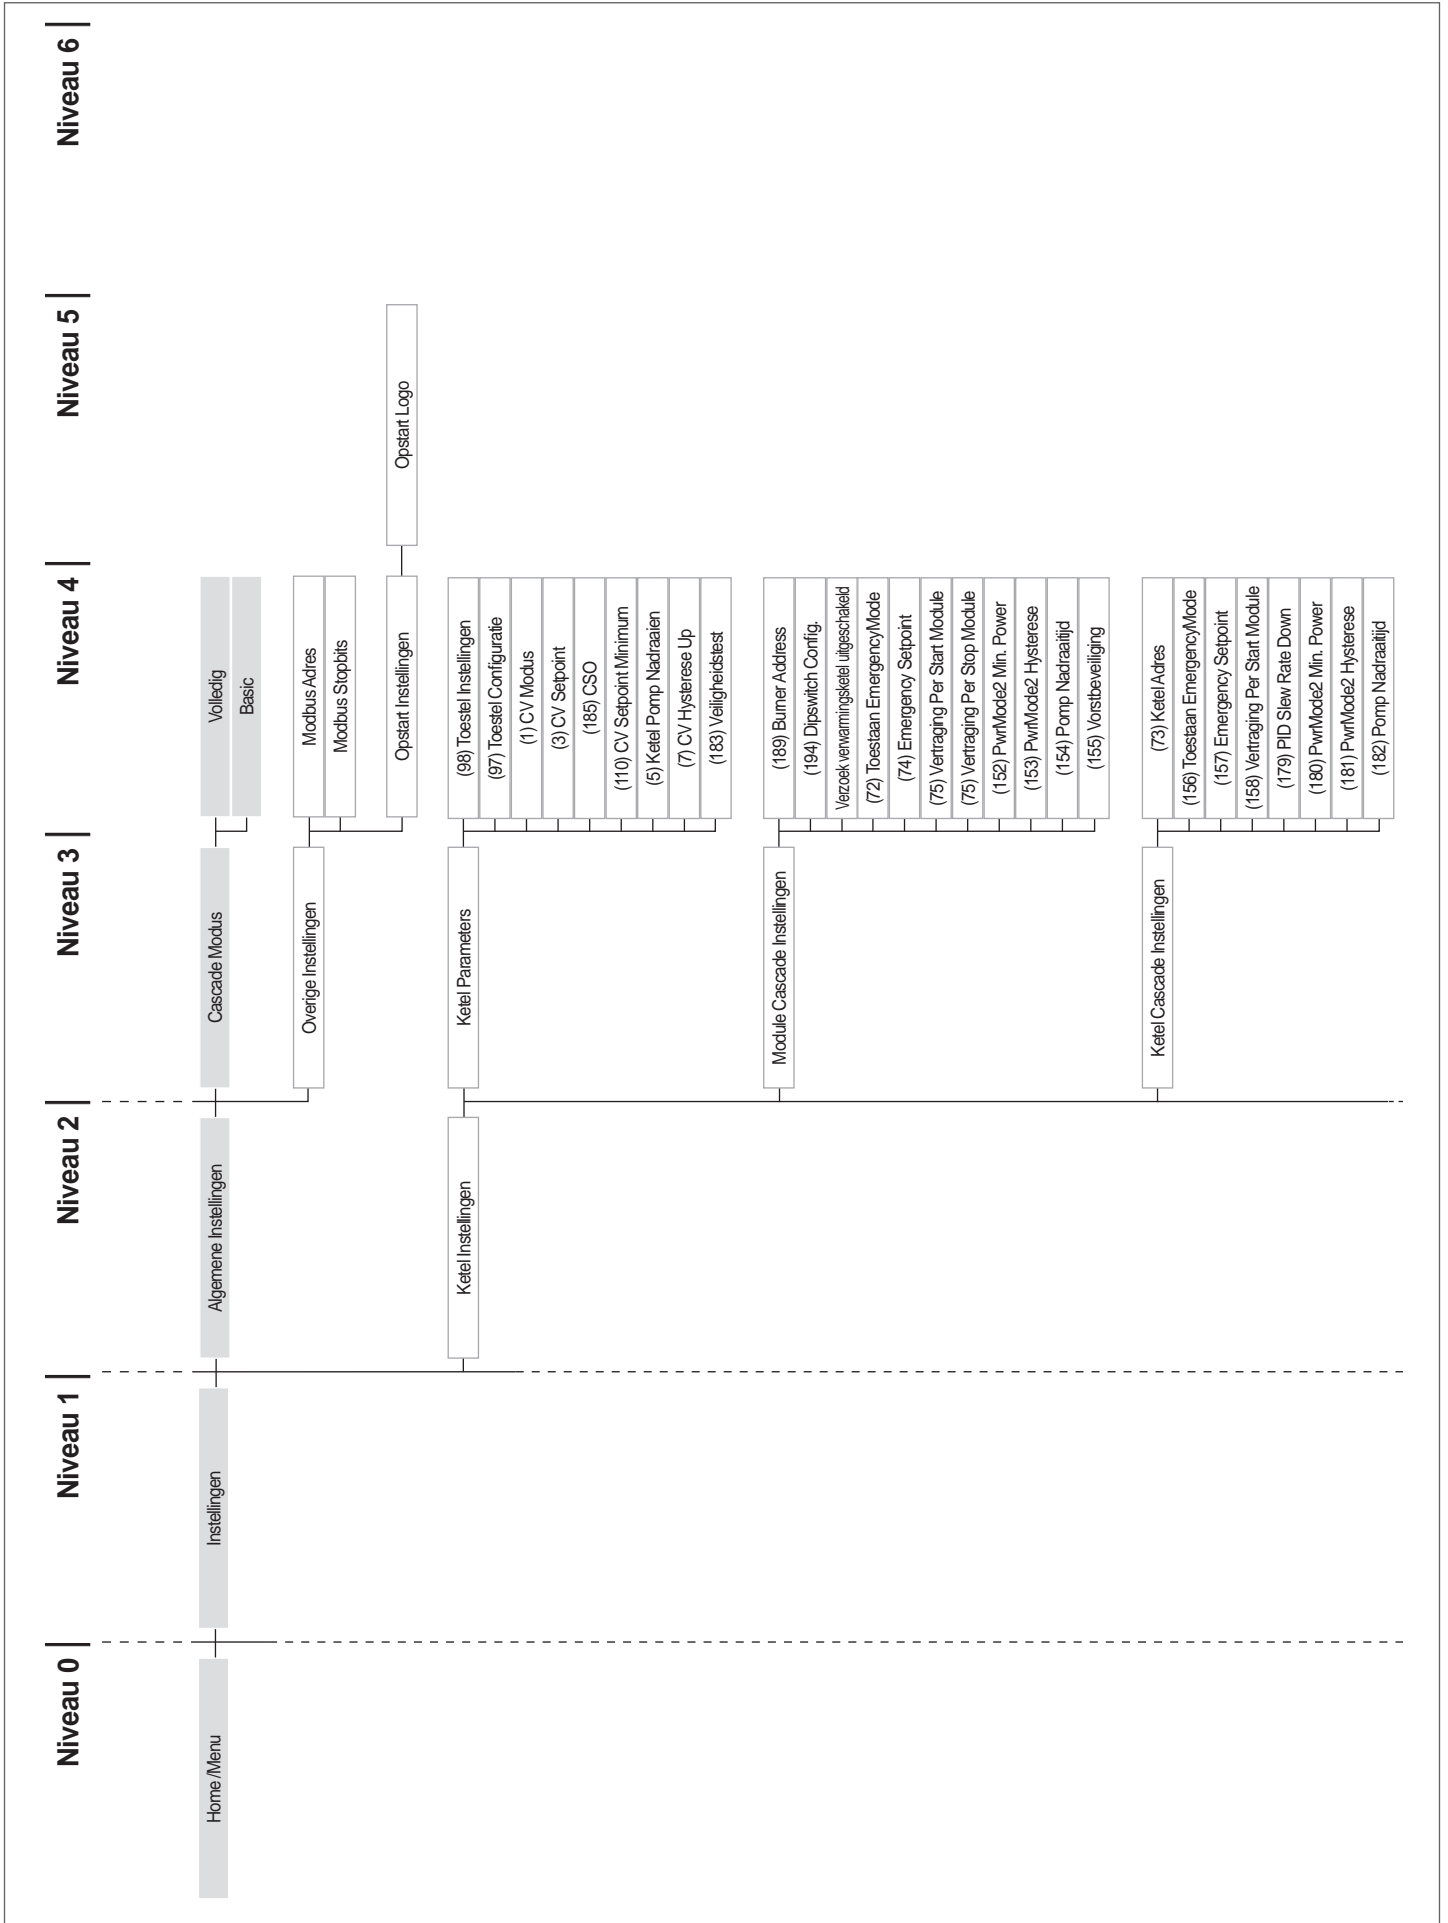 Niveau 0
Niveau 1
Niveau 2
Niveau 3
Niveau 4
Niveau 5
Niveau 6
Home /Menu
Instellingen
Algemene Instellingen
Cascade Modus
Volledig
Basic
Overige Instellingen
Modbus Adres
Modbus Stopbits
Opstart Instellingen
Opstart Logo
Ketel Instellingen
Ketel Parameters
(98) Toestel Instellingen
(97) Toestel Configuratie
(1) CV Modus
(3) CV Setpoint
(185) CSO
(110) CV Setpoint Minimum
(5) Ketel Pomp Nadraaien
(7) CV Hysterese Up
(183) Veiligheidstest
Module Cascade Instellingen
(189) Burner Address
(194) Dipswitch Config.
Verzoek verwarmingsketel uitgeschakeld
(72) Toestaan EmergencyMode
(74) Emergency Setpoint
(75) Vertraging Per Start Module
(75) Vertraging Per Stop Module
(152) PwrMode2 Min. Power
(153) PwrMode2 Hysterese
(154) Pomp Nadraaitijd
(155) Vorstbeveiliging
Ketel Cascade Instellingen
(73) Ketel Adres
(156) Toestaan EmergencyMode
(157) Emergency Setpoint
(158) Vertraging Per Start Module
(179) PID Slew Rate Down
(180) PwrMode2 Min. Power
(181) PwrMode2 Hysterese
(182) Pomp Nadraaitijd